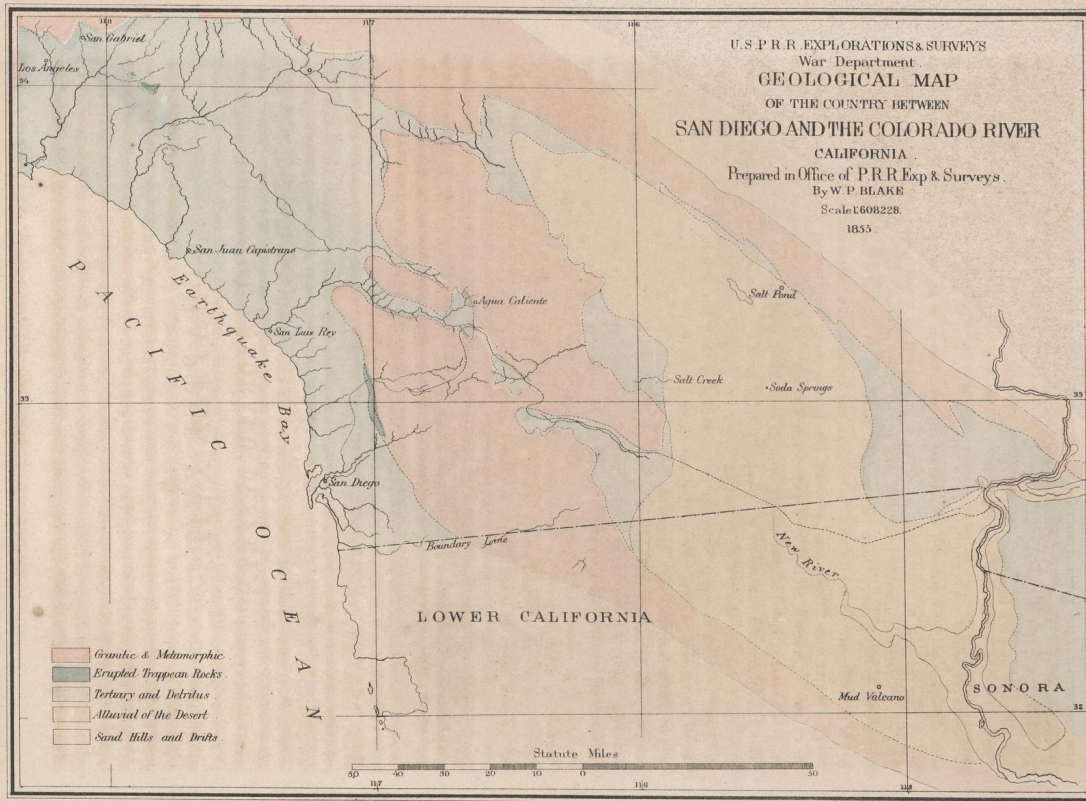 118
117
116
U.S.P.R.R.EXPLORATIONS & SURVEYS
War Department.
GEOLOGICAL MAP
OF THE COUNTRY BETWEEN
SAN DIEGO AND THE COLORADO RIVER
CALIFORNIA.
Prepared in Office of P.R.R.Exp & Surveys.
By W.P. BLAKE
Scale 1:608228.
1855.
San Gabriel
Los Angeles
34
San Juan Capistrano
Earthquake Bay
PACIFIC OCEAN
Agua Caliente
Salt Pond
San Luis Rey
Salt Creek
Soda Springs
33
33
San Diego
Boundary Line
New River
LOWER CALIFORNIA
Granitic & Metamorphic.
Erupted Trappean Rocks.
Tertiary and Detritus.
Alluvial of the Desert
Sand Hills and Drifts.
Mud Valcano
SONORA
32
Statute Miles
50 40 30 20 10 0 50
117
116
115